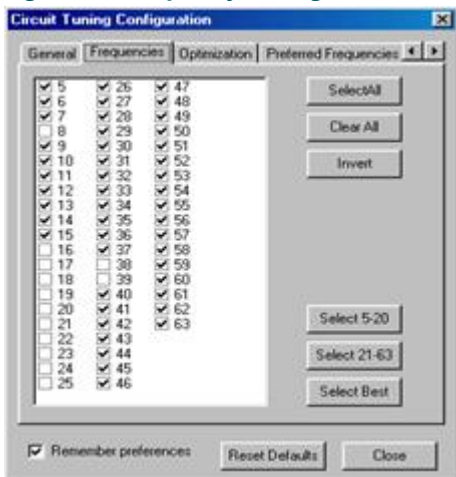 Circuit Tuning Configuration
General Frequencies Optimization Preferred Frequencies
5 26 47
6 27 48
7 28 49
8 29 50
9 30 51
10 31 52
11 32 53
12 33 54
13 34 55
14 35 56
15 36 57
16 37 58
17 38 59
18 39 60
19 40 61
20 41 62
21 42 63
22 43
23 44
24 45
25 46
SelectAll
Clear All
Invert
Select 5-20
Select 21-63
Select Best
Remember preferences Reset Defaults Close